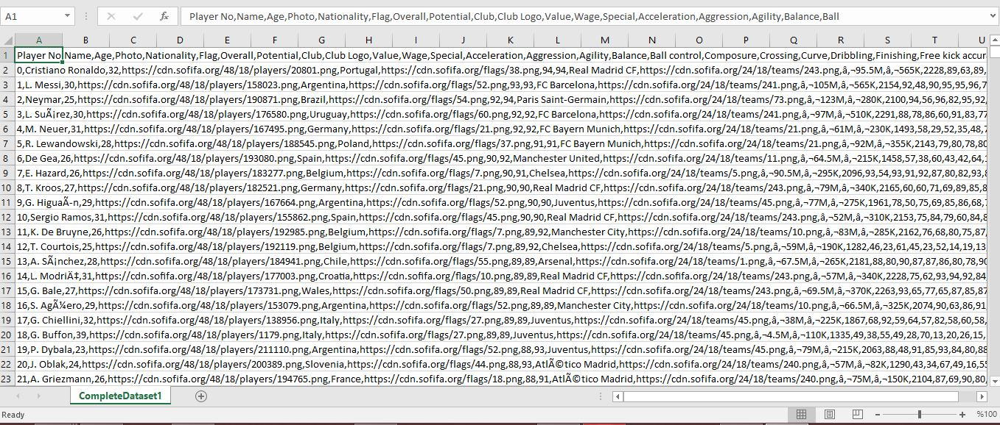 A1 fx Player No,Name,Age,Photo,Nationality,Flag,Overall,Potential,Club,Club Logo,Value,Wage,Special,Acceleration,Aggression,Agility,Balance,Ball
A B C D E F G H I J K L M N O P Q R S T U
1 Player No,Name,Age,Photo,Nationality,Flag,Overall,Potential,Club,Club Logo,Value,Wage,Special,Acceleration,Aggression,Agility,Balance,Ball control,Composure,Crossing,Curve,Dribbling,Finishing,Free kick accur
2 0,Cristiano Ronaldo,32,https://cdn.sofifa.org/48/18/players/20801.png,Portugal,https://cdn.sofifa.org/flags/38.png,94,94,Real Madrid CF,https://cdn.sofifa.org/24/18/teams/243.png,â‚¬95.5M,â‚¬565K,2228,89,63,89,
3 1,L. Messi,30,https://cdn.sofifa.org/48/18/players/158023.png,Argentina,https://cdn.sofifa.org/flags/52.png,93,93,FC Barcelona,https://cdn.sofifa.org/24/18/teams/241.png,â‚¬105M,â‚¬565K,2154,92,48,90,95,95,96,7
4 2,Neymar,25,https://cdn.sofifa.org/48/18/players/190871.png,Brazil,https://cdn.sofifa.org/flags/54.png,92,94,Paris Saint-Germain,https://cdn.sofifa.org/24/18/teams/73.png,â‚¬123M,â‚¬280K,2100,94,56,96,82,95,92,
5 3,L. SuÃ¡rez,30,https://cdn.sofifa.org/48/18/players/176580.png,Uruguay,https://cdn.sofifa.org/flags/60.png,92,92,FC Barcelona,https://cdn.sofifa.org/24/18/teams/241.png,â‚¬97M,â‚¬510K,2291,88,78,86,60,91,83,77
6 4,M. Neuer,31,https://cdn.sofifa.org/48/18/players/167495.png,Germany,https://cdn.sofifa.org/flags/21.png,92,92,FC Bayern Munich,https://cdn.sofifa.org/24/18/teams/21.png,â‚¬61M,â‚¬230K,1493,58,29,52,35,48,7
7 5,R. Lewandowski,28,https://cdn.sofifa.org/48/18/players/188545.png,Poland,https://cdn.sofifa.org/flags/37.png,91,91,FC Bayern Munich,https://cdn.sofifa.org/24/18/teams/21.png,â‚¬92M,â‚¬355K,2143,79,80,78,80
8 6,De Gea,26,https://cdn.sofifa.org/48/18/players/193080.png,Spain,https://cdn.sofifa.org/flags/45.png,90,92,Manchester United,https://cdn.sofifa.org/24/18/teams/11.png,â‚¬64.5M,â‚¬215K,1458,57,38,60,43,42,64,1
9 7,E. Hazard,26,https://cdn.sofifa.org/48/18/players/183277.png,Belgium,https://cdn.sofifa.org/flags/7.png,90,91,Chelsea,https://cdn.sofifa.org/24/18/teams/5.png,â‚¬90.5M,â‚¬295K,2096,93,54,93,91,92,87,80,82,93,8
10 8,T. Kroos,27,https://cdn.sofifa.org/48/18/players/182521.png,Germany,https://cdn.sofifa.org/flags/21.png,90,90,Real Madrid CF,https://cdn.sofifa.org/24/18/teams/243.png,â‚¬79M,â‚¬340K,2165,60,60,71,69,89,85,8
11 9,G. HiguaÃ-n,29,https://cdn.sofifa.org/48/18/players/167664.png,Argentina,https://cdn.sofifa.org/flags/52.png,90,90,Juventus,https://cdn.sofifa.org/24/18/teams/45.png,â‚¬77M,â‚¬275K,1961,78,50,75,69,85,86,68,7
12 10,Sergio Ramos,31,https://cdn.sofifa.org/48/18/players/155862.png,Spain,https://cdn.sofifa.org/flags/45.png,90,90,Real Madrid CF,https://cdn.sofifa.org/24/18/teams/243.png,â‚¬52M,â‚¬310K,2153,75,84,79,60,84,8
13 11,K. De Bruyne,26,https://cdn.sofifa.org/48/18/players/192985.png,Belgium,https://cdn.sofifa.org/flags/7.png,89,92,Manchester City,https://cdn.sofifa.org/24/18/teams/10.png,â‚¬83M,â‚¬285K,2162,76,68,80,75,87,
14 12,T. Courtois,25,https://cdn.sofifa.org/48/18/players/192119.png,Belgium,https://cdn.sofifa.org/flags/7.png,89,92,Chelsea,https://cdn.sofifa.org/24/18/teams/5.png,â‚¬59M,â‚¬190K,1282,46,23,61,45,23,52,14,19,13
15 13,A. SÃ¡nchez,28,https://cdn.sofifa.org/48/18/players/184941.png,Chile,https://cdn.sofifa.org/flags/55.png,89,89,Arsenal,https://cdn.sofifa.org/24/18/teams/1.png,â‚¬67.5M,â‚¬265K,2181,88,80,90,87,87,86,80,78,90
16 14,L. ModriÄ‡,31,https://cdn.sofifa.org/48/18/players/177003.png,Croatia,https://cdn.sofifa.org/flags/10.png,89,89,Real Madrid CF,https://cdn.sofifa.org/24/18/teams/243.png,â‚¬57M,â‚¬340K,2228,75,62,93,94,92,84
17 15,G. Bale,27,https://cdn.sofifa.org/48/18/players/173731.png,Wales,https://cdn.sofifa.org/flags/50.png,89,89,Real Madrid CF,https://cdn.sofifa.org/24/18/teams/243.png,â‚¬69.5M,â‚¬370K,2263,93,65,77,65,87,85,87
18 16,S. AgÃ¼ero,29,https://cdn.sofifa.org/48/18/players/153079.png,Argentina,https://cdn.sofifa.org/flags/52.png,89,89,Manchester City,https://cdn.sofifa.org/24/18/teams/10.png,â‚¬66.5M,â‚¬325K,2074,90,63,86,91
19 17,G. Chiellini,32,https://cdn.sofifa.org/48/18/players/138956.png,Italy,https://cdn.sofifa.org/flags/27.png,89,89,Juventus,https://cdn.sofifa.org/24/18/teams/45.png,â‚¬38M,â‚¬225K,1867,68,92,59,64,57,82,58,60,58,
20 18,G. Buffon,39,https://cdn.sofifa.org/48/18/players/1179.png,Italy,https://cdn.sofifa.org/flags/27.png,89,89,Juventus,https://cdn.sofifa.org/24/18/teams/45.png,â‚¬4.5M,â‚¬110K,1335,49,38,55,49,28,70,13,20,26,15,
21 19,P. Dybala,23,https://cdn.sofifa.org/48/18/players/211110.png,Argentina,https://cdn.sofifa.org/flags/52.png,88,93,Juventus,https://cdn.sofifa.org/24/18/teams/45.png,â‚¬79M,â‚¬215K,2063,88,48,91,85,93,84,80,88
22 20,J. Oblak,24,https://cdn.sofifa.org/48/18/players/200389.png,Slovenia,https://cdn.sofifa.org/flags/44.png,88,93,AtlÃ©tico Madrid,https://cdn.sofifa.org/24/18/teams/240.png,â‚¬57M,â‚¬82K,1290,43,34,67,49,16,55
23 21,A. Griezmann,26,https://cdn.sofifa.org/48/18/players/194765.png,France,https://cdn.sofifa.org/flags/18.png,88,91,AtlÃ©tico Madrid,https://cdn.sofifa.org/24/18/teams/240.png,â‚¬75M,â‚¬150K,2104,87,69,90,80,
CompleteDataset1
Ready %100